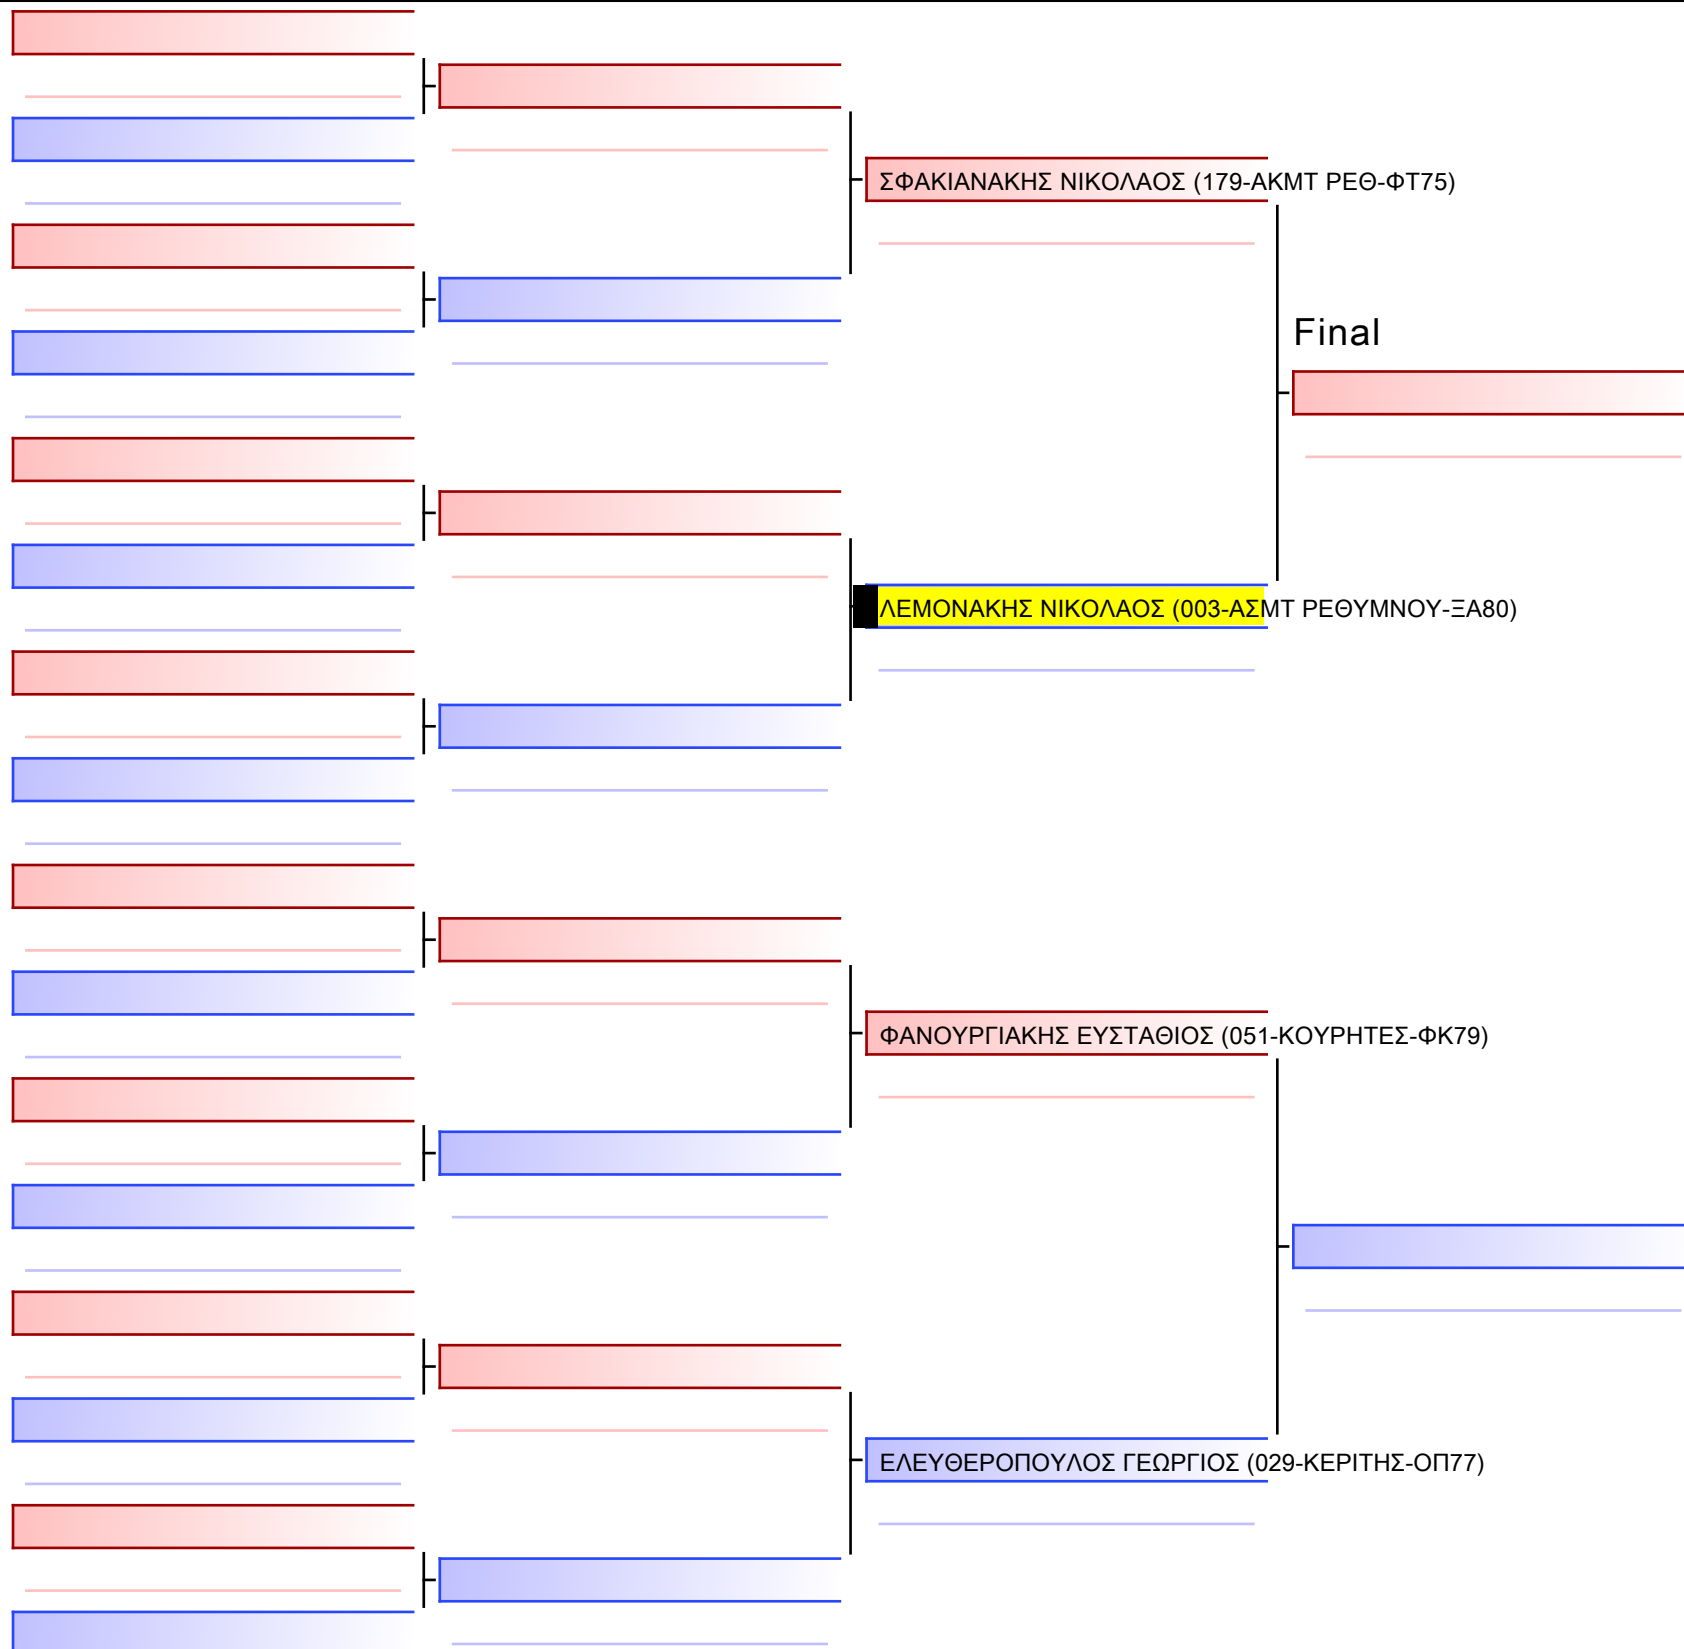 ΣΦΑΚΙΑΝΑΚΗΣ ΝΙΚΟΛΑΟΣ (179-ΑΚΜΤ ΡΕΘ-ΦΤ75)
Final
ΛΕΜΟΝΑΚΗΣ ΝΙΚΟΛΑΟΣ (003-ΑΣΜΤ ΡΕΘΥΜΝΟΥ-ΞΑ80)
ΦΑΝΟΥΡΓΙΑΚΗΣ ΕΥΣΤΑΘΙΟΣ (051-ΚΟΥΡΗΤΕΣ-ΦΚ79)
ΕΛΕΥΘΕΡΟΠΟΥΛΟΣ ΓΕΩΡΓΙΟΣ (029-ΚΕΡΙΤΗΣ-ΟΠ77)